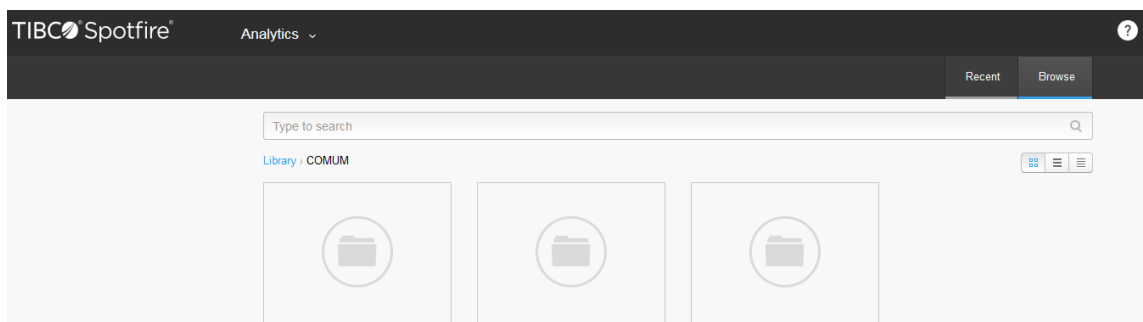 TIBCO® Spotfire®
Analytics
?
Recent
Browse
Type to search
Library › COMUM